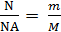 N/NA = m/M